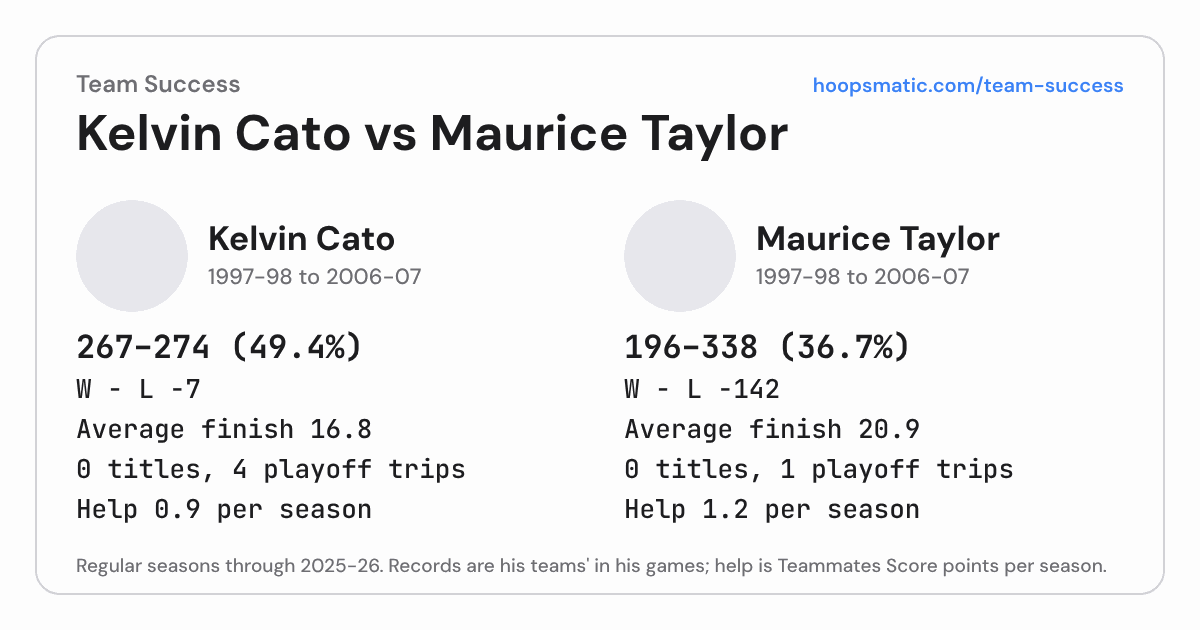 Team Success
hoopsmatic.com/team-success
Kelvin Cato vs Maurice Taylor
Kelvin Cato
1997-98 to 2006-07
267-274 (49.4%)
W - L -7
Average finish 16.8
0 titles, 4 playoff trips
Help 0.9 per season
Maurice Taylor
1997-98 to 2006-07
196-338 (36.7%)
W - L -142
Average finish 20.9
0 titles, 1 playoff trips
Help 1.2 per season
Regular seasons through 2025-26. Records are his teams' in his games; help is Teammates Score points per season.